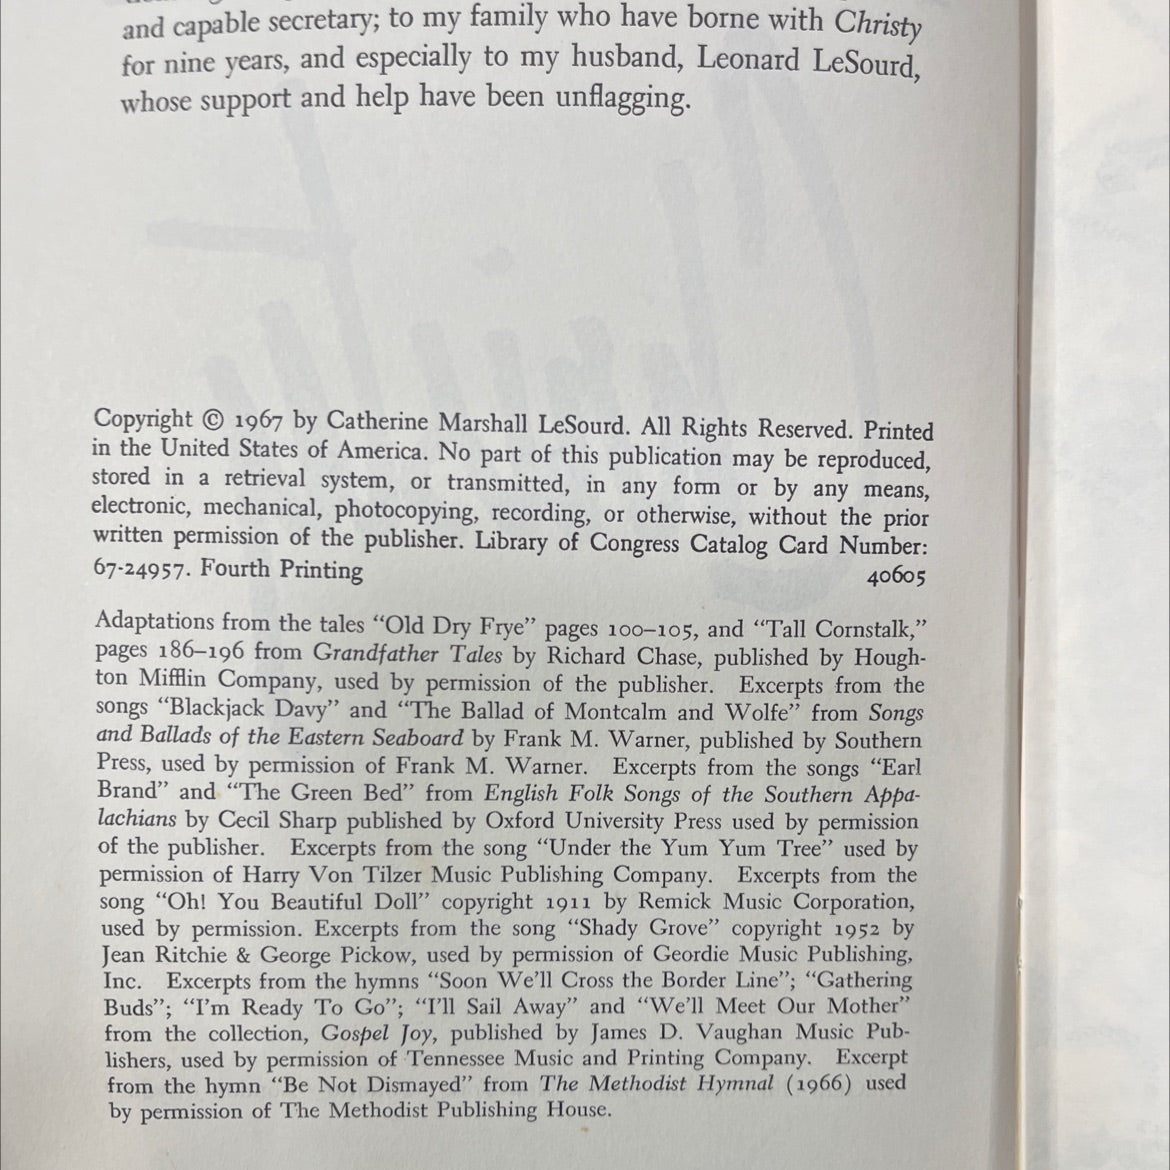 and capable secretary; to my family who have borne with Christy
for nine years, and especially to my husband, Leonard LeSourd,
whose support and help have been unflagging.
Copyright © 1967 by Catherine Marshall LeSourd. All Rights Reserved. Printed
in the United States of America. No part of this publication may be reproduced,
stored in a retrieval system, or transmitted, in any form or by any means,
electronic, mechanical, photocopying, recording, or otherwise, without the prior
written permission of the publisher. Library of Congress Catalog Card Number:
67-24957. Fourth Printing 40605
Adaptations from the tales “Old Dry Frye” pages 100–105, and “Tall Cornstalk,”
pages 186–196 from Grandfather Tales by Richard Chase, published by Hough-
ton Mifflin Company, used by permission of the publisher. Excerpts from the
songs “Blackjack Davy” and “The Ballad of Montcalm and Wolfe” from Songs
and Ballads of the Eastern Seaboard by Frank M. Warner, published by Southern
Press, used by permission of Frank M. Warner. Excerpts from the songs “Earl
Brand” and “The Green Bed” from English Folk Songs of the Southern Appa-
lachians by Cecil Sharp published by Oxford University Press used by permission
of the publisher. Excerpts from the song “Under the Yum Yum Tree” used by
permission of Harry Von Tilzer Music Publishing Company. Excerpts from the
song “Oh! You Beautiful Doll” copyright 1911 by Remick Music Corporation,
used by permission. Excerpts from the song “Shady Grove” copyright 1952 by
Jean Ritchie & George Pickow, used by permission of Geordie Music Publishing,
Inc. Excerpts from the hymns “Soon We’ll Cross the Border Line”; “Gathering
Buds”; “I’m Ready To Go”; “I’ll Sail Away” and “We’ll Meet Our Mother”
from the collection, Gospel Joy, published by James D. Vaughan Music Pub-
lishers, used by permission of Tennessee Music and Printing Company. Excerpt
from the hymn “Be Not Dismayed” from The Methodist Hymnal (1966) used
by permission of The Methodist Publishing House.